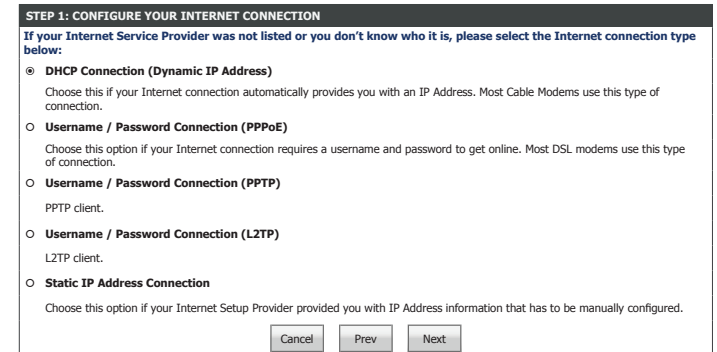 STEP 1: CONFIGURE YOUR INTERNET CONNECTION
If your Internet Service Provider was not listed or you don’t know who it is, please select the Internet connection type
below:
DHCP Connection (Dynamic IP Address)
Choose this if your Internet connection automatically provides you with an IP Address. Most Cable Modems use this type of
connection.
Username / Password Connection (PPPoE)
Choose this option if your Internet connection requires a username and password to get online. Most DSL modems use this type
of connection.
Username / Password Connection (PPTP)
PPTP client.
Username / Password Connection (L2TP)
L2TP client.
Static IP Address Connection
Choose this option if your Internet Setup Provider provided you with IP Address information that has to be manually configured.
Cancel Prev Next